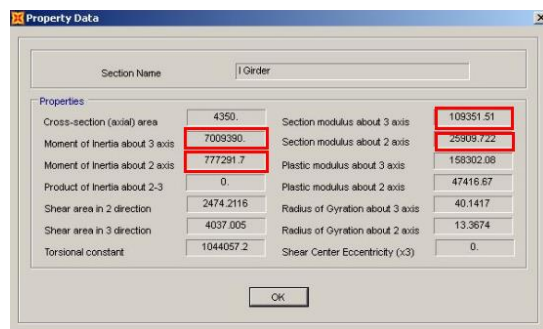 Property Data
Section Name I Girder
Properties
Cross-section (axial) area 4350. Section modulus about 3 axis 109351.51
Moment of Inertia about 3 axis 7009390. Section modulus about 2 axis 25909.722
Moment of Inertia about 2 axis 777291.7 Plastic modulus about 3 axis 158302.08
Product of Inertia about 2-3 0. Plastic modulus about 2 axis 47416.67
Shear area in 2 direction 2474.2116 Radius of Gyration about 3 axis 40.1417
Shear area in 3 direction 4037.005 Radius of Gyration about 2 axis 13.3674
Torsional constant 1044057.2 Shear Center Eccentricity (x3) 0.
OK